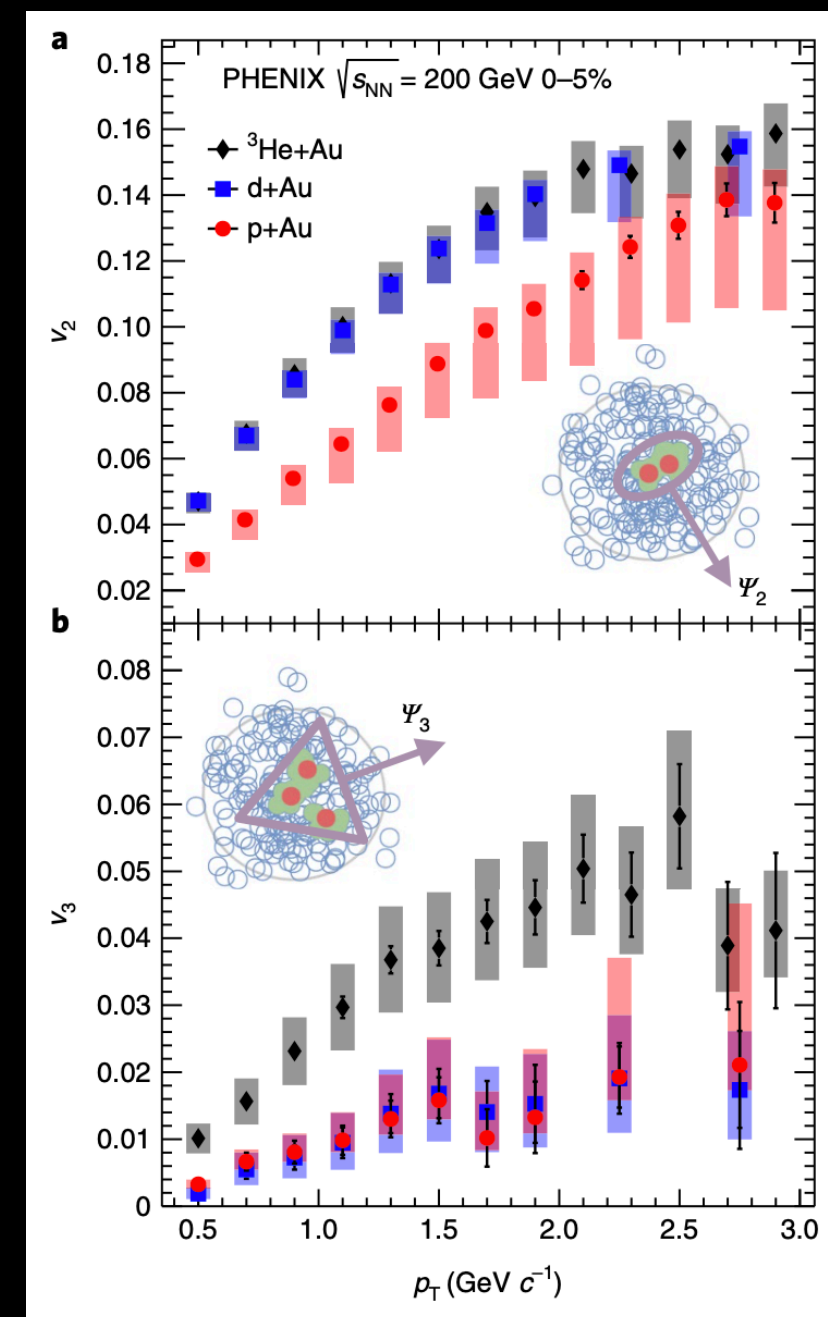 a
PHENIX √sNN = 200 GeV 0–5%
³He+Au
d+Au
p+Au
0.18
0.16
0.14
0.12
0.10
0.08
0.06
0.04
0.02
v₂
Ψ₂
b
0.08
0.07
0.06
0.05
0.04
0.03
0.02
0.01
0
v₃
Ψ₃
0.5 1.0 1.5 2.0 2.5 3.0
pT (GeV c⁻¹)